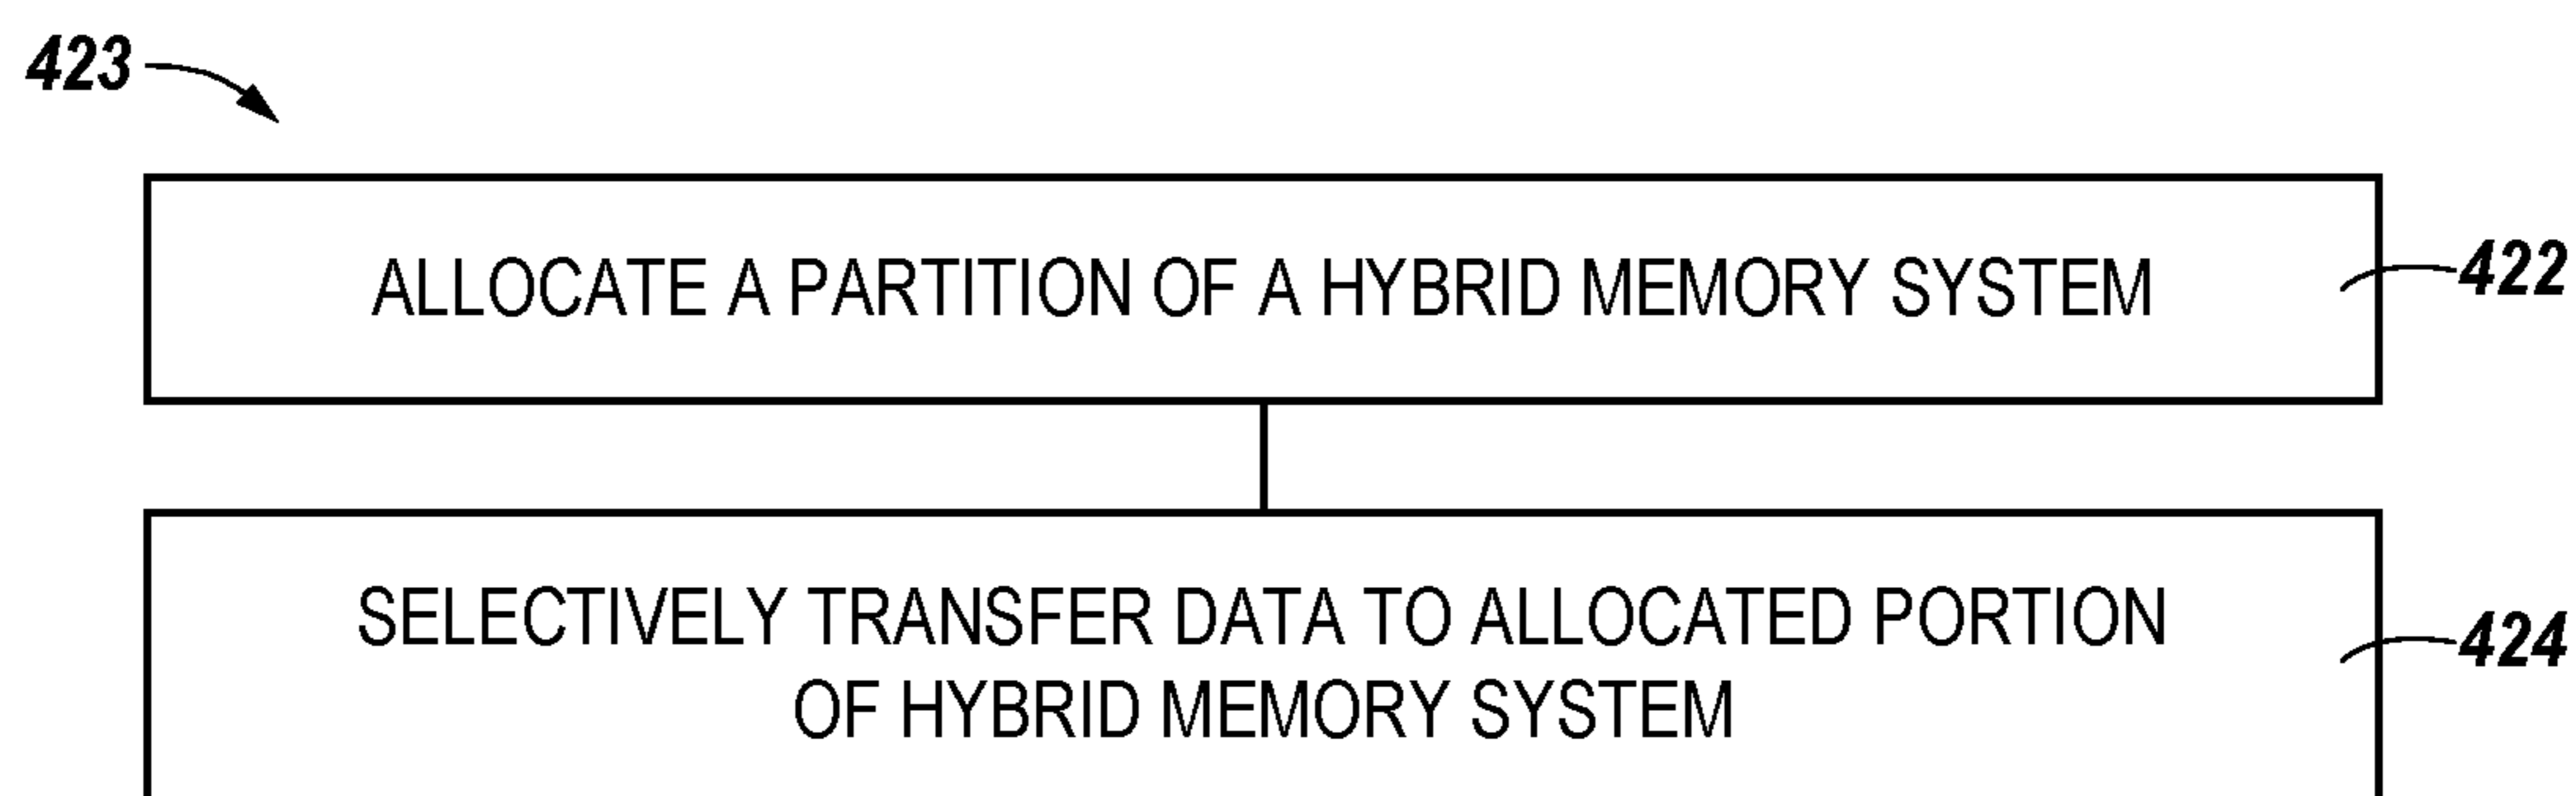 423
ALLOCATE A PARTITION OF A HYBRID MEMORY SYSTEM
422
SELECTIVELY TRANSFER DATA TO ALLOCATED PORTION
OF HYBRID MEMORY SYSTEM
424